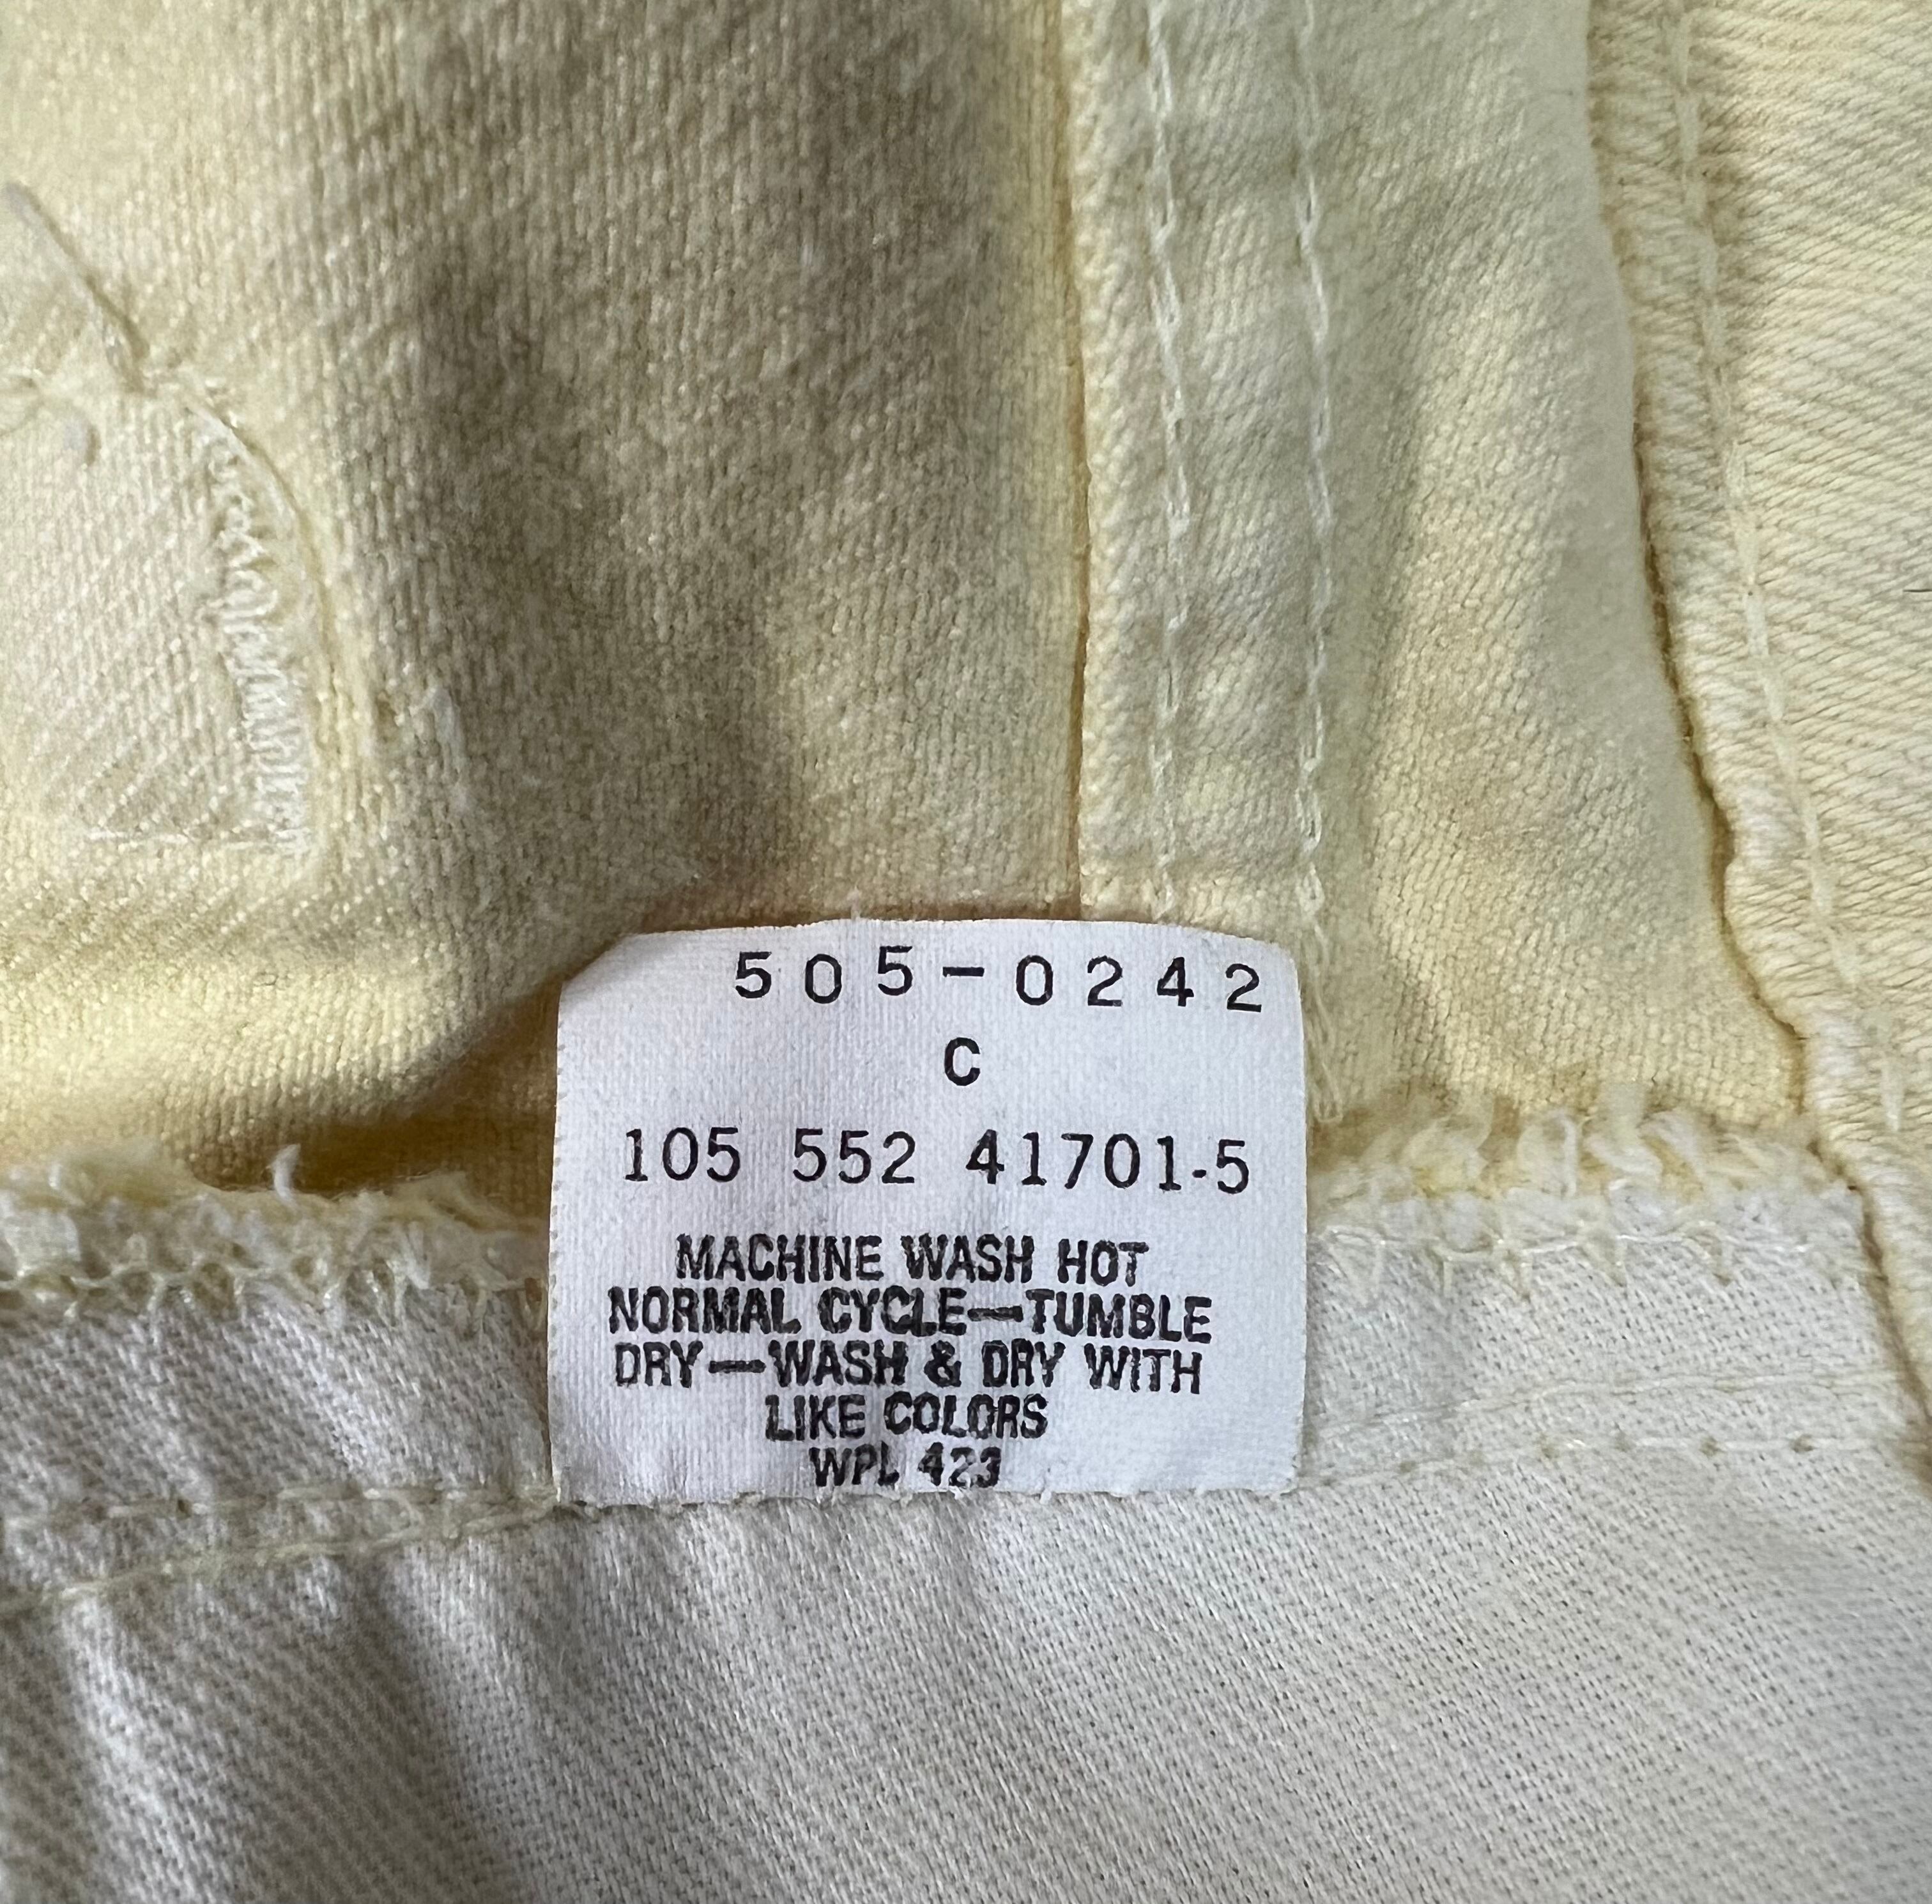 505-0242
C
105 552 41701-5
MACHINE WASH HOT
NORMAL CYCLE—TUMBLE
DRY—WASH & DRY WITH
LIKE COLORS
WPL 423